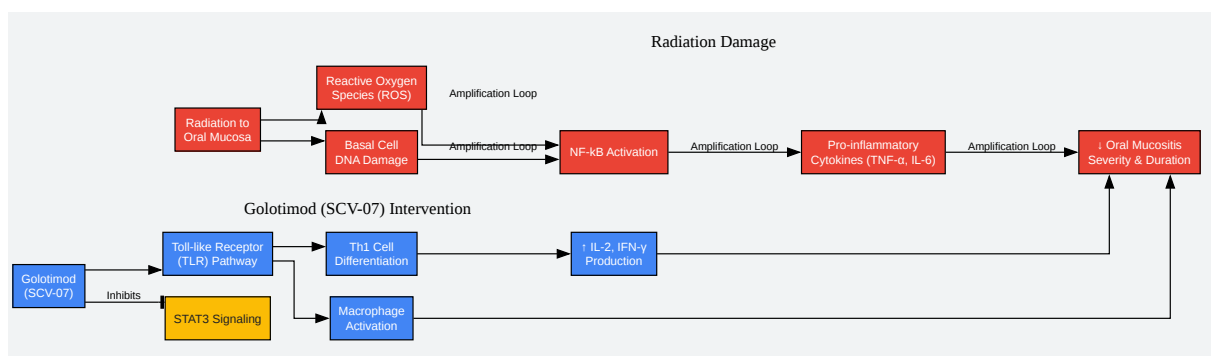 Radiation Damage
Reactive Oxygen
Species (ROS)
Amplification Loop
Radiation to
Oral Mucosa
Basal Cell
DNA Damage
Amplification Loop
NF-kB Activation
Amplification Loop
Pro-inflammatory
Cytokines (TNF-α, IL-6)
Amplification Loop
↓ Oral Mucositis
Severity & Duration
Golotimod (SCV-07) Intervention
Toll-like Receptor
(TLR) Pathway
Th1 Cell
Differentiation
↑ IL-2, IFN-γ
Production
Golotimod
(SCV-07)
Inhibits
STAT3 Signaling
Macrophage
Activation